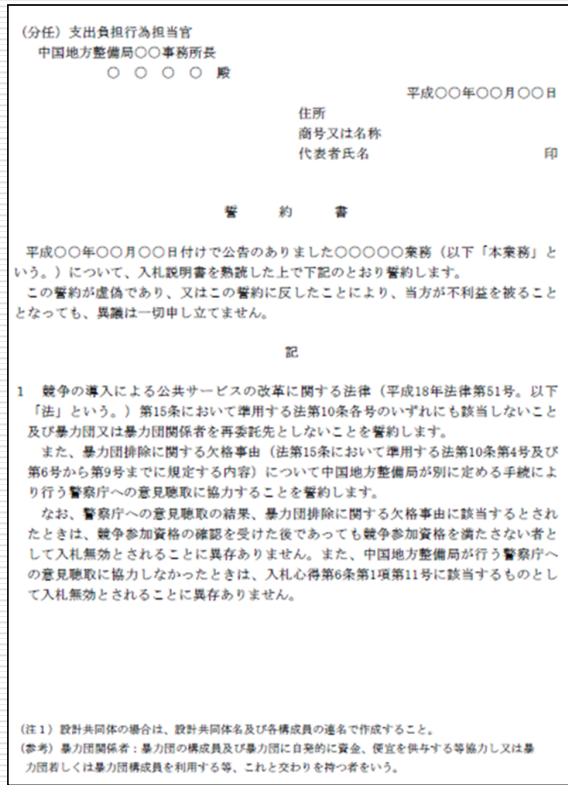 （分任）支出負担行為担当官
中国地方整備局〇〇事務所長
〇 〇 〇 〇 殿
平成〇〇年〇〇月〇〇日
住所
商号又は名称
代表者氏名 印
誓 約 書
平成〇〇年〇〇月〇〇日付けで公告のありました〇〇〇〇〇業務（以下「本業務」と
いう。）について、入札説明書を熟読した上で下記のとおり誓約します。
この誓約が虚偽であり、又はこの誓約に反したことにより、当方が不利益を被ること
となっても、異議は一切申し立てません。
記
1 競争の導入による公共サービスの改革に関する法律（平成18年法律第51号。以下
「法」という。）第15条において準用する法第10条各号のいずれにも該当しないこと
及び暴力団又は暴力団関係者を再委託先としないことを誓約します。
また、暴力団排除に関する欠格事由（法第15条において準用する法第10条第4号及び
第6号から第9号までに規定する内容）について中国地方整備局が別に定める手続によ
り行う警察庁への意見聴取に協力することを誓約します。
なお、警察庁への意見聴取の結果、暴力団排除に関する欠格事由に該当するとされ
たときは、競争参加資格の確認を受けた後であっても競争参加資格を満たさない者と
して入札無効とされることに異存ありません。また、中国地方整備局が行う警察庁へ
の意見聴取に協力しなかったときは、入札心得第6条第1項第11号に該当するものとし
て入札無効とされることに異存ありません。
（注１）設計共同体の場合は、設計共同体名及び各構成員の連名で作成すること。
（参考）暴力団関係者：暴力団の構成員及び暴力団に自発的に資金、便宜を供与する等協力し又は暴
力団若しくは暴力団構成員を利用する等、これと交わりを持つ者をいう。